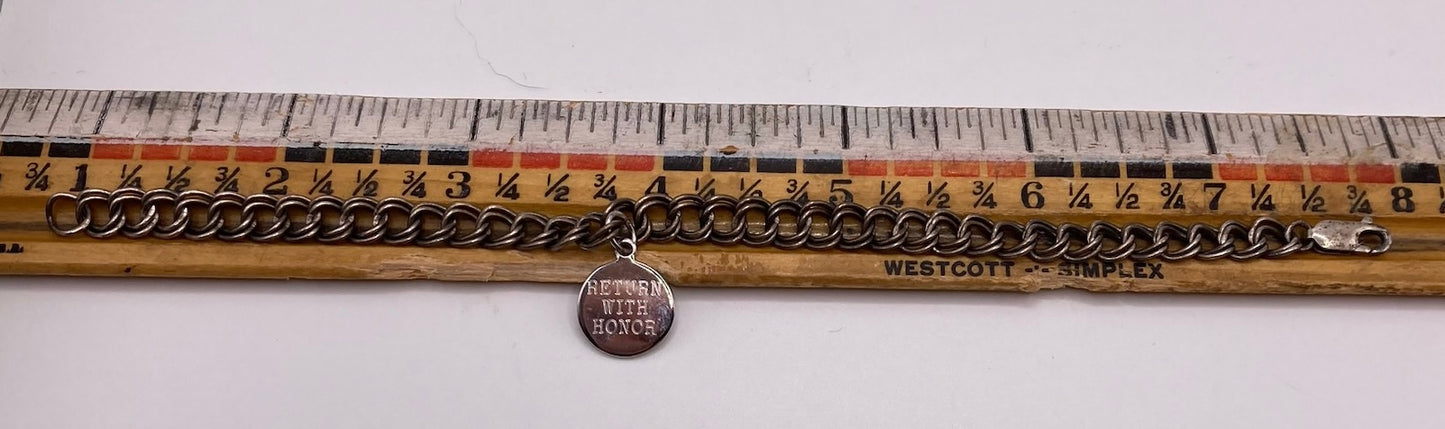 ¾ 1 ¼ ½ ¾ 2 ¼ ½ ¾ 3 ¼ ½ ¾ 4 ¼ ½ ¾ 5 ¼ ½ ¾ 6 ¼ ½ ¾ 7 ¼ ½ ¾ 8
WESTCOTT SIMPLEX
RETURN
WITH
HONOR